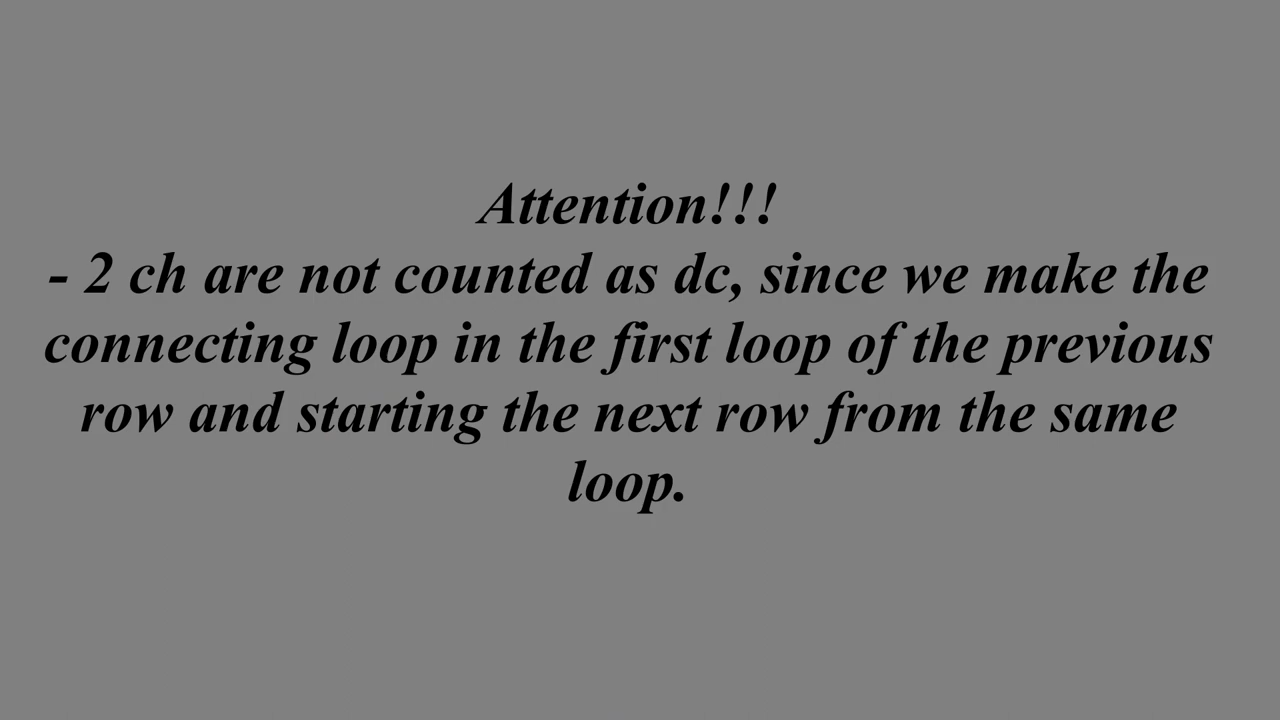 Attention!!!
- 2 ch are not counted as dc, since we make the
connecting loop in the first loop of the previous
row and starting the next row from the same
loop.